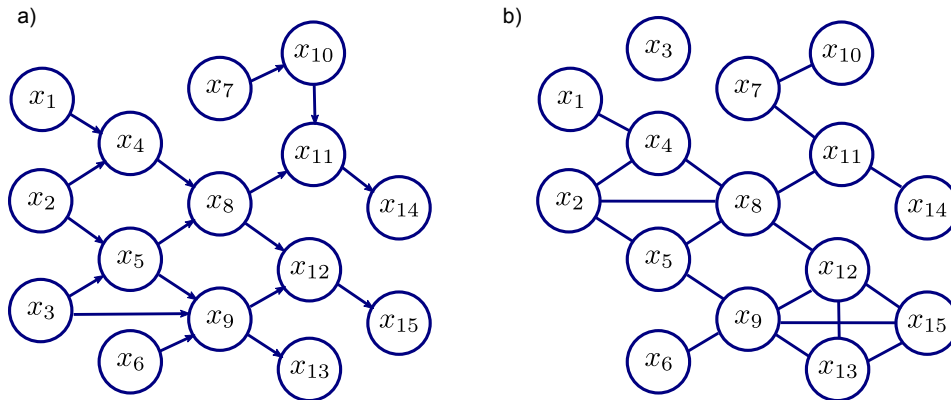 a)
x₁₀
x₇
x₁
x₄
x₁₁
x₂
x₈
x₁₄
x₅
x₁₂
x₃
x₉
x₁₅
x₆
x₁₃
b)
x₃
x₁₀
x₇
x₁
x₄
x₁₁
x₂
x₈
x₁₄
x₅
x₁₂
x₉
x₁₅
x₆
x₁₃